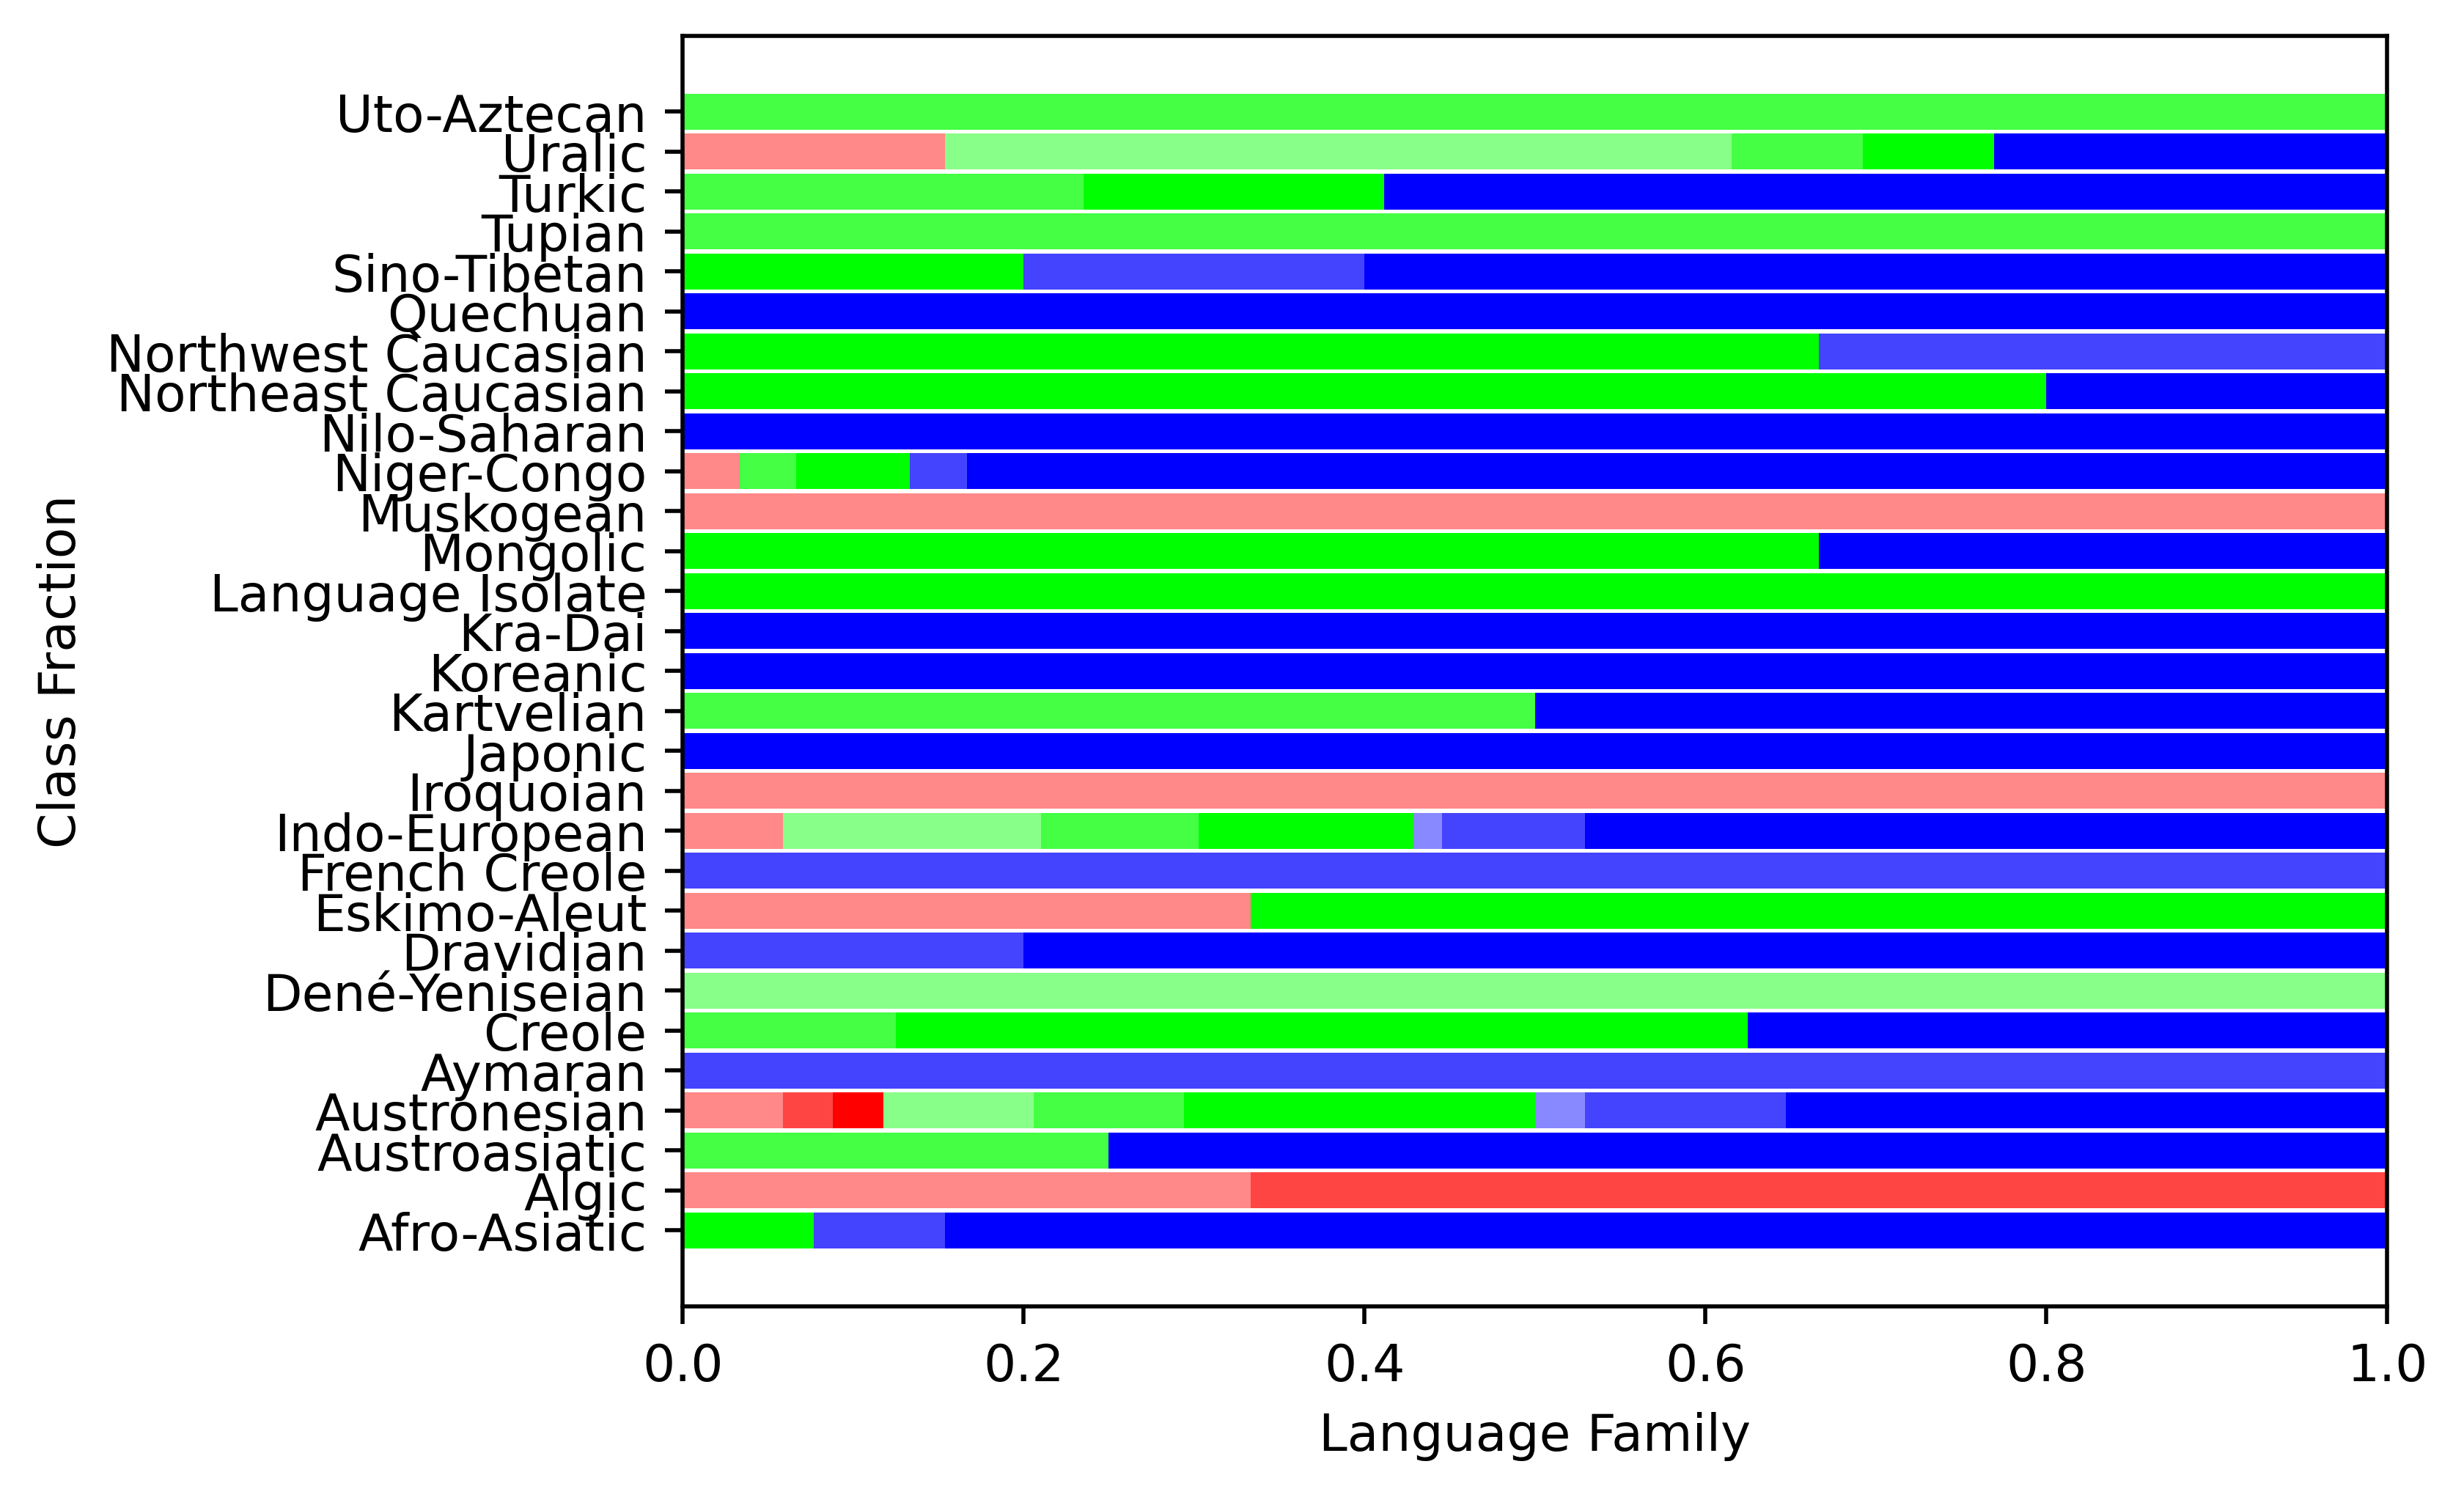 Uto-Aztecan
Uralic
Turkic
Tupian
Sino-Tibetan
Quechuan
Northwest Caucasian
Northeast Caucasian
Nilo-Saharan
Niger-Congo
Muskogean
Mongolic
Language Isolate
Kra-Dai
Koreanic
Kartvelian
Japonic
Iroquoian
Indo-European
French Creole
Eskimo-Aleut
Dravidian
Dené-Yeniseian
Creole
Aymaran
Austronesian
Austroasiatic
Algic
Afro-Asiatic
Class Fraction
0.0 0.2 0.4 0.6 0.8 1.0
Language Family